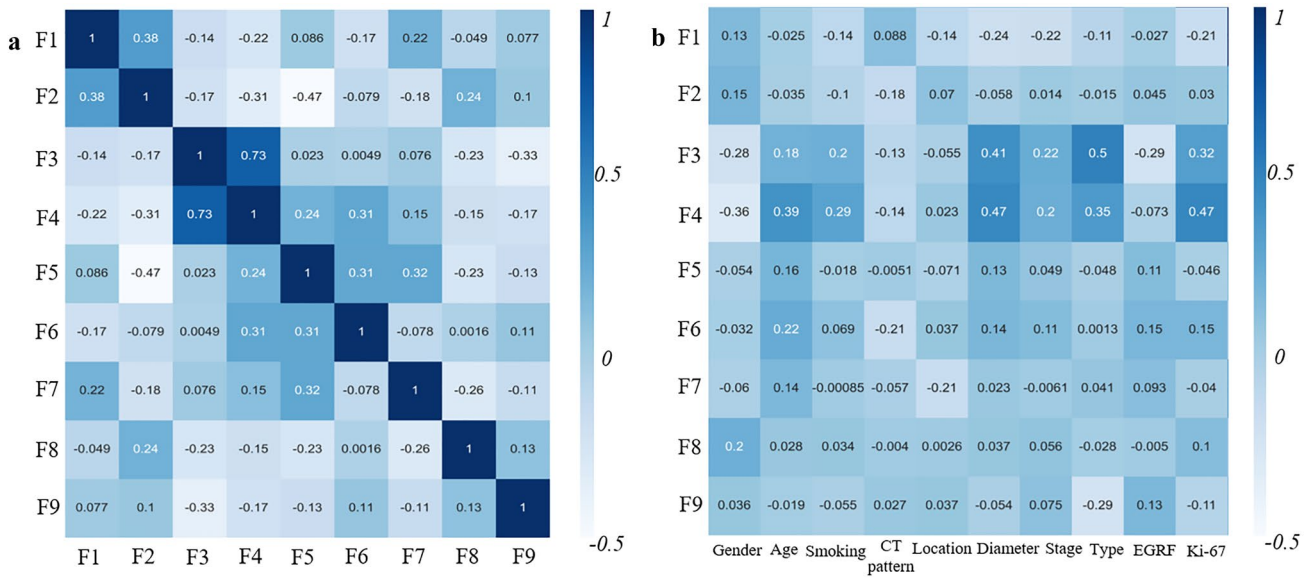 a
F1 1 0.38 -0.14 -0.22 0.086 -0.17 0.22 -0.049 0.077
F2 0.38 1 -0.17 -0.31 -0.47 -0.079 -0.18 0.24 0.1
F3 -0.14 -0.17 1 0.73 0.023 0.0049 0.076 -0.23 -0.33
F4 -0.22 -0.31 0.73 1 0.24 0.31 0.15 -0.15 -0.17
F5 0.086 -0.47 0.023 0.24 1 0.31 0.32 -0.23 -0.13
F6 -0.17 -0.079 0.0049 0.31 0.31 1 -0.078 0.0016 0.11
F7 0.22 -0.18 0.076 0.15 0.32 -0.078 1 -0.26 -0.11
F8 -0.049 0.24 -0.23 -0.15 -0.23 0.0016 -0.26 1 0.13
F9 0.077 0.1 -0.33 -0.17 -0.13 0.11 -0.11 0.13 1
F1 F2 F3 F4 F5 F6 F7 F8 F9
1
0.5
0
-0.5
b
F1 0.13 -0.025 -0.14 0.088 -0.14 -0.24 -0.22 -0.11 -0.027 -0.21
F2 0.15 -0.035 -0.1 -0.18 0.07 -0.058 0.014 -0.015 0.045 0.03
F3 -0.28 0.18 0.2 -0.13 -0.055 0.41 0.22 0.5 -0.29 0.32
F4 -0.36 0.39 0.29 -0.14 0.023 0.47 0.2 0.35 -0.073 0.47
F5 -0.054 0.16 -0.018 -0.0051 -0.071 0.13 0.049 -0.048 0.11 -0.046
F6 -0.032 0.22 0.069 -0.21 0.037 0.14 0.11 0.0013 0.15 0.15
F7 -0.06 0.14 -0.00085 -0.057 -0.21 0.023 -0.0061 0.041 0.093 -0.04
F8 0.2 0.028 0.034 -0.004 0.0026 0.037 0.056 -0.028 -0.005 0.1
F9 0.036 -0.019 -0.055 0.027 0.037 -0.054 0.075 -0.29 0.13 -0.11
Gender Age Smoking CT Location Diameter Stage Type EGRF Ki-67
pattern
1
0.5
0
-0.5